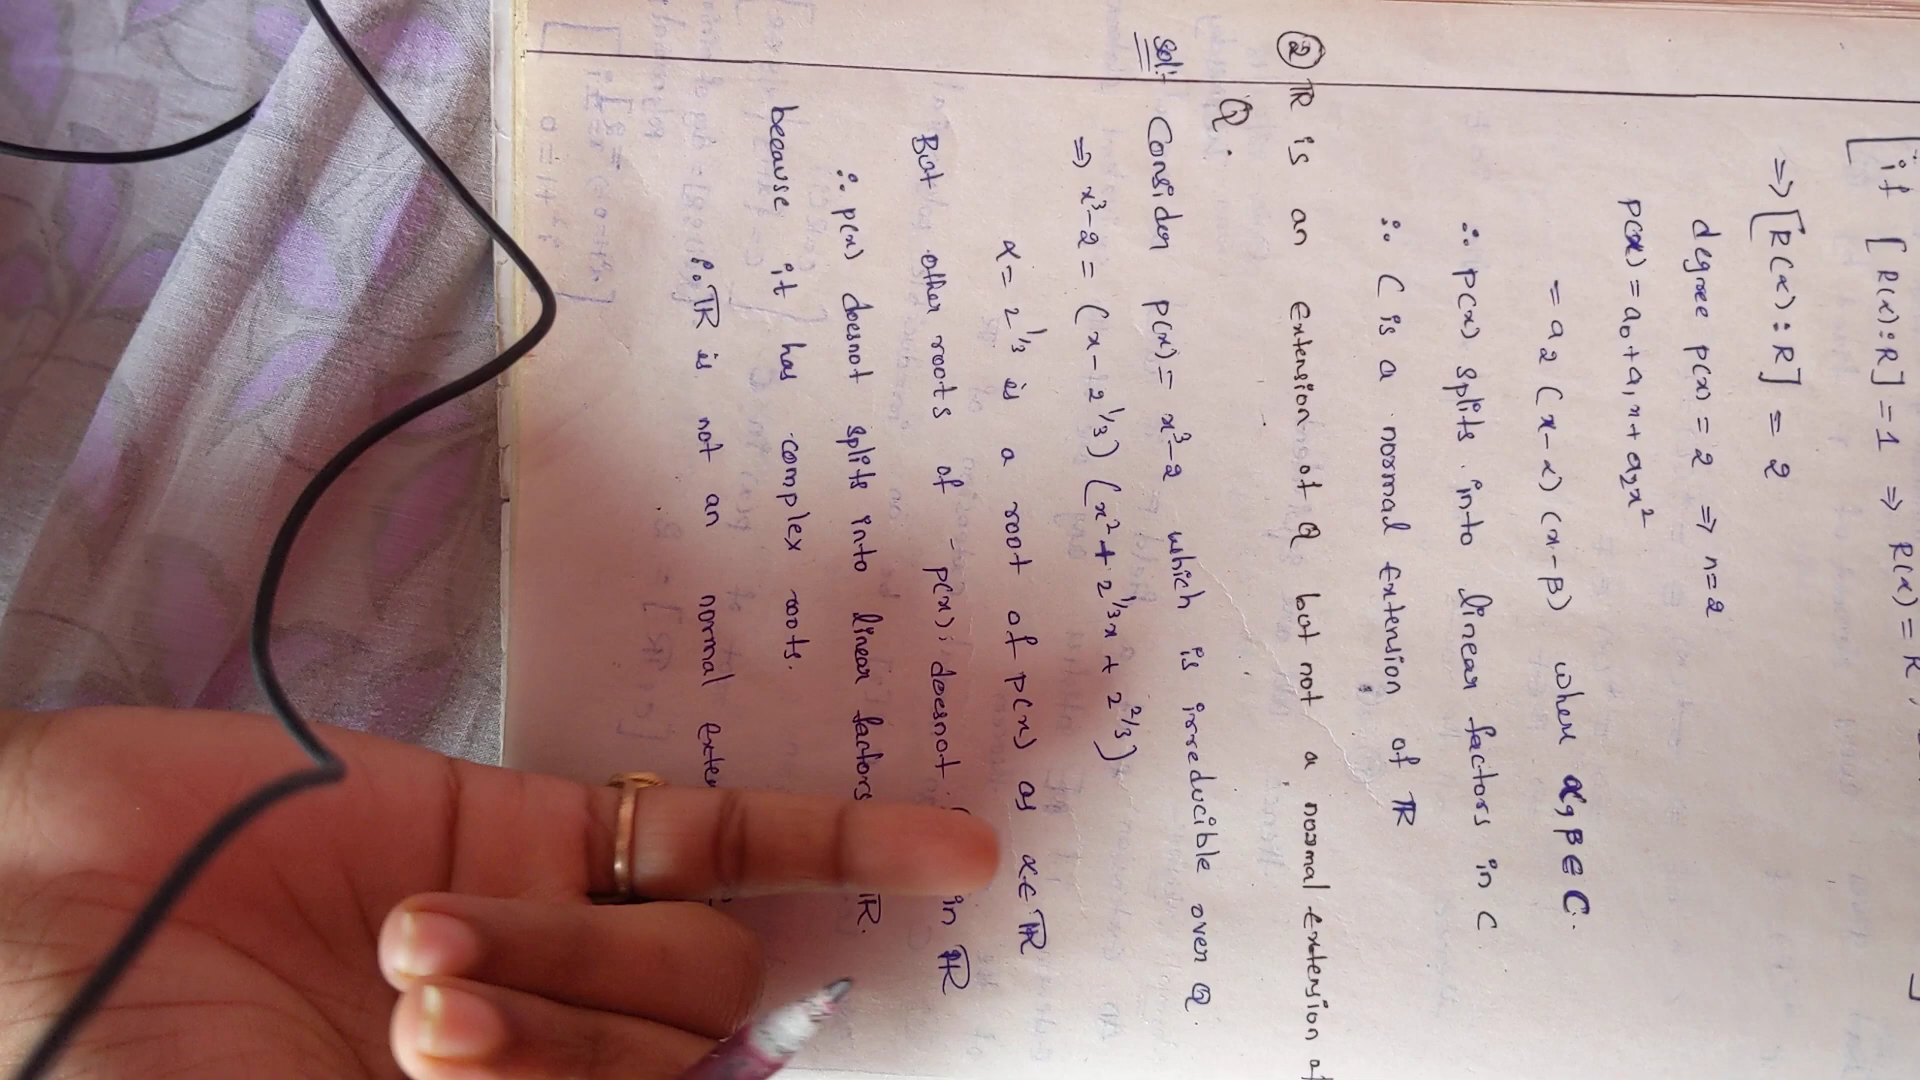 [if [R(α):R]=1 ⇒ R(α)=R,
⇒ [R(α):R] = 2
degree p(x) = 2 ⇒ n=2
p(x) = a0 + a1x + a2x²
= a2 (x-α) (x-β) where α, β ∈ C.
∴ p(x) splits into linear factors in C
∴ C is a normal Extension of ℝ
② ℝ is an Extension of Q but not a normal Extension of
Q.
Sol: Consider p(x) = x³-2 which is irreducible over Q.
⇒ x³-2 = (x-2^1/3) (x² + 2^1/3x + 2^2/3)
α = 2^1/3 is a root of p(x) as α ∈ ℝ
But other roots of p(x) doesnot in ℝ
∴ p(x) doesnot splits into linear factors ℝ.
because it has complex roots.
∴ ℝ is not an normal